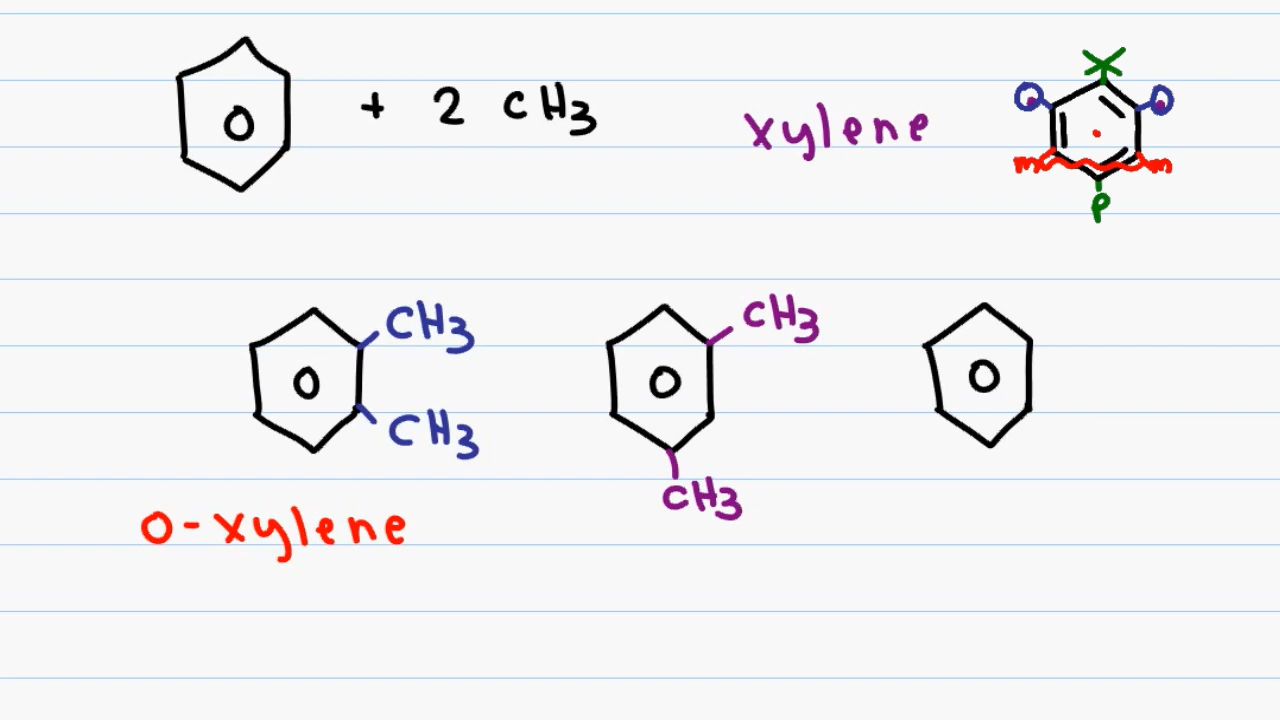 + 2 CH3
xylene
X
O O
m m
P
CH3 CH3
CH3 CH3
O-xylene